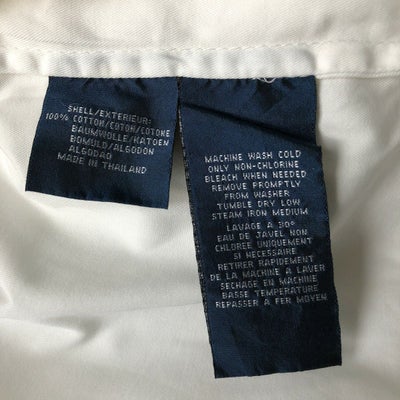 SHELL/EXTERIEUR:
100% COTTON/COTON/COTONE
BAUMWOLLE/KATOEN
BOMULD/ALGODON
ALGODAO
MADE IN THAILAND
MACHINE WASH COLD
ONLY NON-CHLORINE
BLEACH WHEN NEEDED
REMOVE PROMPTLY
FROM WASHER
TUMBLE DRY LOW
STEAM IRON MEDIUM
LAVAGE A 30°
EAU DE JAVEL NON
CHLOREE UNIQUEMENT
SI NECESSAIRE
RETIRER RAPIDEMENT
DE LA MACHINE A LAVER
SECHAGE EN MACHINE
BASSE TEMPERATURE
REPASSER A FER MOYEN